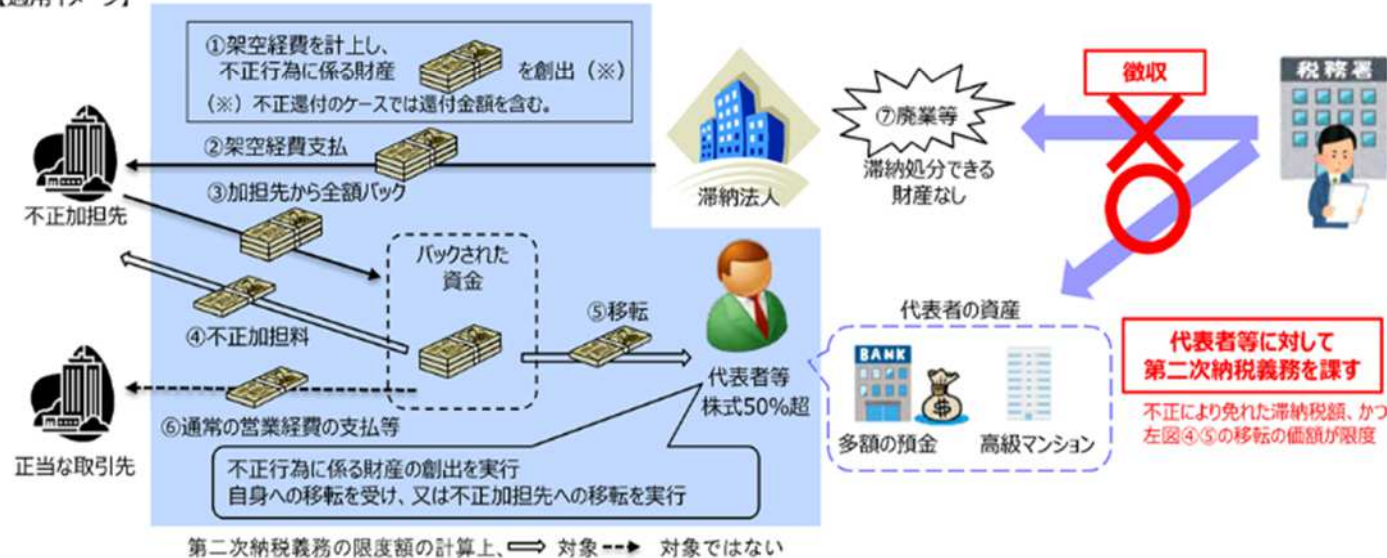 【適用イメージ】
①架空経費を計上し、
不正行為に係る財産 を創出（※）
（※）不正還付のケースでは還付金額を含む。
②架空経費支払
③加担先から全額バック
不正加担先
バックされた
資金
④不正加担料
⑤移転
⑥通常の営業経費の支払等
正当な取引先
滞納法人
⑦廃業等
滞納処分できる
財産なし
徴収
税務署
代表者等
株式50％超
代表者の資産
BANK
$
多額の預金
高級マンション
代表者等に対して
第二次納税義務を課す
不正により免れた滞納税額、かつ
左図④⑤の移転の価額が限度
不正行為に係る財産の創出を実行
自身への移転を受け、又は不正加担先への移転を実行
第二次納税義務の限度額の計算上、⇒ 対象 --▸ 対象ではない